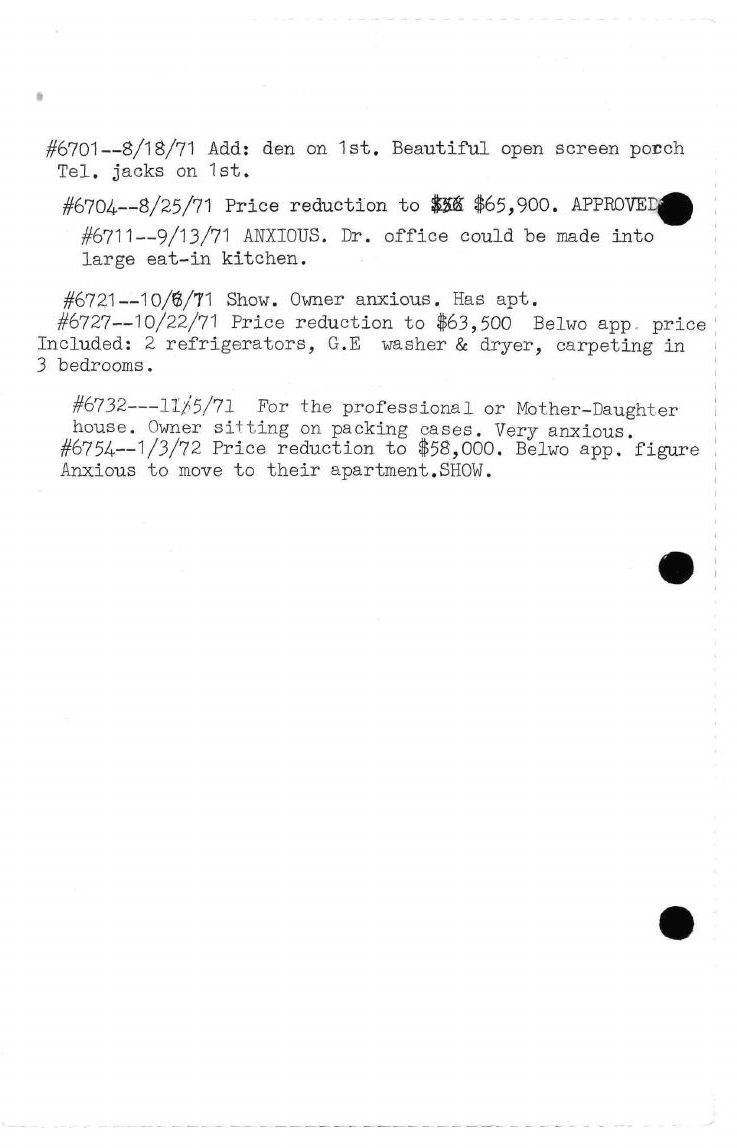 #6701--8/18/71 Add: den on 1st. Beautiful open screen porch
Tel. jacks on 1st.
#6704--8/25/71 Price reduction to $65,900. APPROVED
#6711--9/13/71 ANXIOUS. Dr. office could be made into
large eat-in kitchen.
#6721--10/6/71 Show. Owner anxious. Has apt.
#6727--10/22/71 Price reduction to $63,500 Belwo app. price
Included: 2 refrigerators, G.E washer & dryer, carpeting in
3 bedrooms.
#6732---11/5/71 For the professional or Mother-Daughter
house. Owner sitting on packing cases. Very anxious.
#6754--1/3/72 Price reduction to $58,000. Belwo app. figure
Anxious to move to their apartment.SHOW.